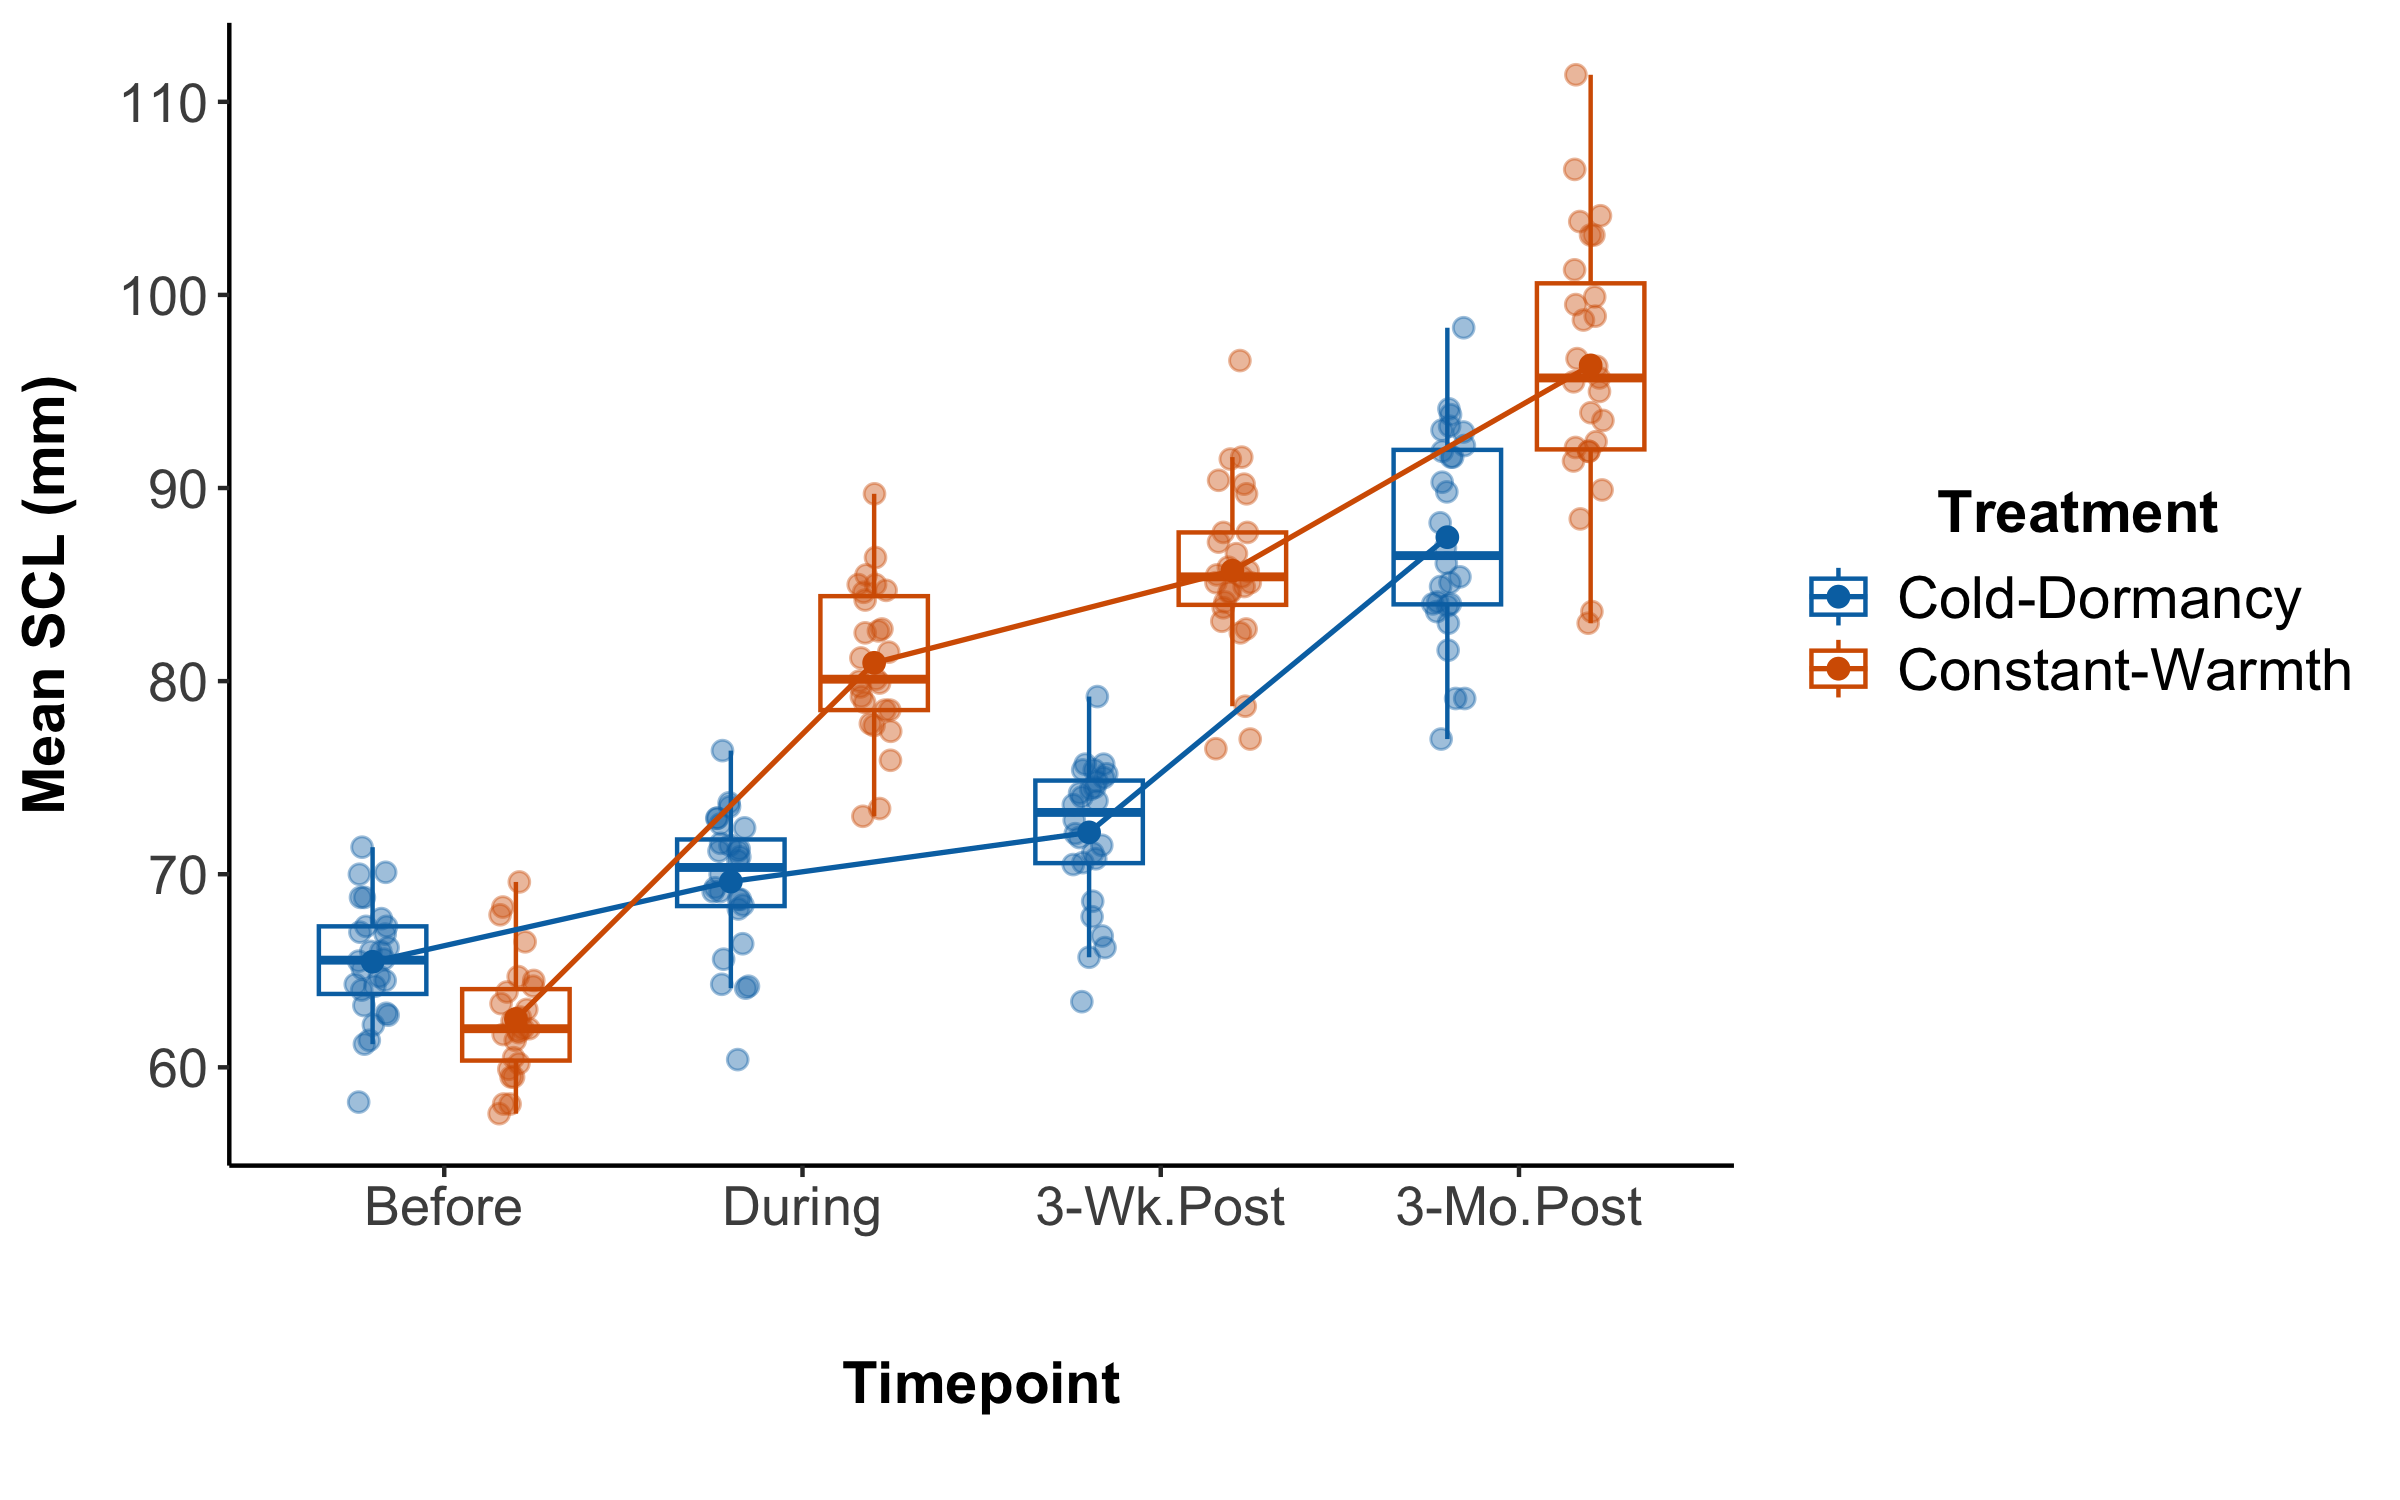 Mean SCL (mm)
110
100
90
80
70
60
Before During 3-Wk.Post 3-Mo.Post
Timepoint
Treatment
Cold-Dormancy
Constant-Warmth